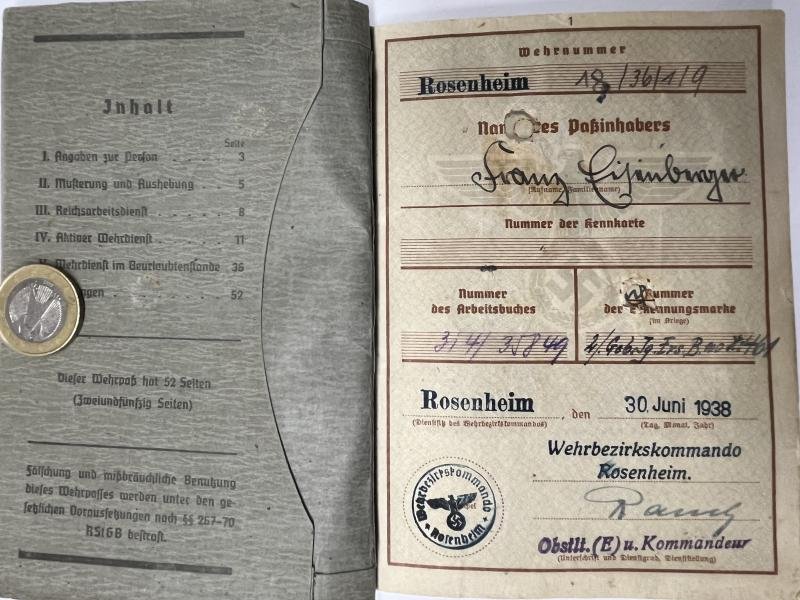 Inhalt
Seite
I. Angaben zur Person . . . . . 3
II. Musterung und Aushebung 5
III. Reichsarbeitsdienst . . . . . 8
IV. Aktiver Wehrdienst . . . . . 11
Wehrdienst im Beurlaubtenstande 36
52
Dieser Wehrpaß hat 52 Seiten
(Zweiundfünfzig Seiten)
Fälschung und mißbräuchliche Benutzung
dieses Wehrpasses werden unter den ge-
setzlichen Voraussetzungen nach §§ 267-70
RStGB bestraft.
1
Wehrnummer
Rosenheim 18/36/1/9
des Paßinhabers
Franz Eisenberger
(Rufname, Familienname)
Nummer der Kennkarte
Nummer
des Arbeitsbuches
314/35849
Nummer
der Erkennungsmarke
(im Kriege)
Rosenheim, den 30. Juni 1938
(Dienstsitz des Wehrbezirkskommandos) (Tag, Monat, Jahr)
Wehrbezirkskommando
Rosenheim.
Wehrbezirkskommando
Rosenheim
Obstlt. (E) u. Kommandeur
(Unterschrift und Dienstgrad, Dienststellung)